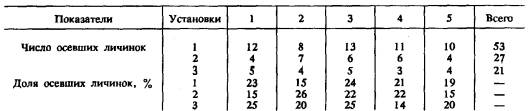 Показатели Установки 1 2 3 4 5 Всего
Число осевших личинок 1 12 8 13 11 10 53
2 4 7 6 6 4 27
3 5 4 5 3 4 21
Доля осевших личинок, % 1 23 15 24 21 19 —
2 15 26 22 22 15 —
3 25 20 25 14 20 —